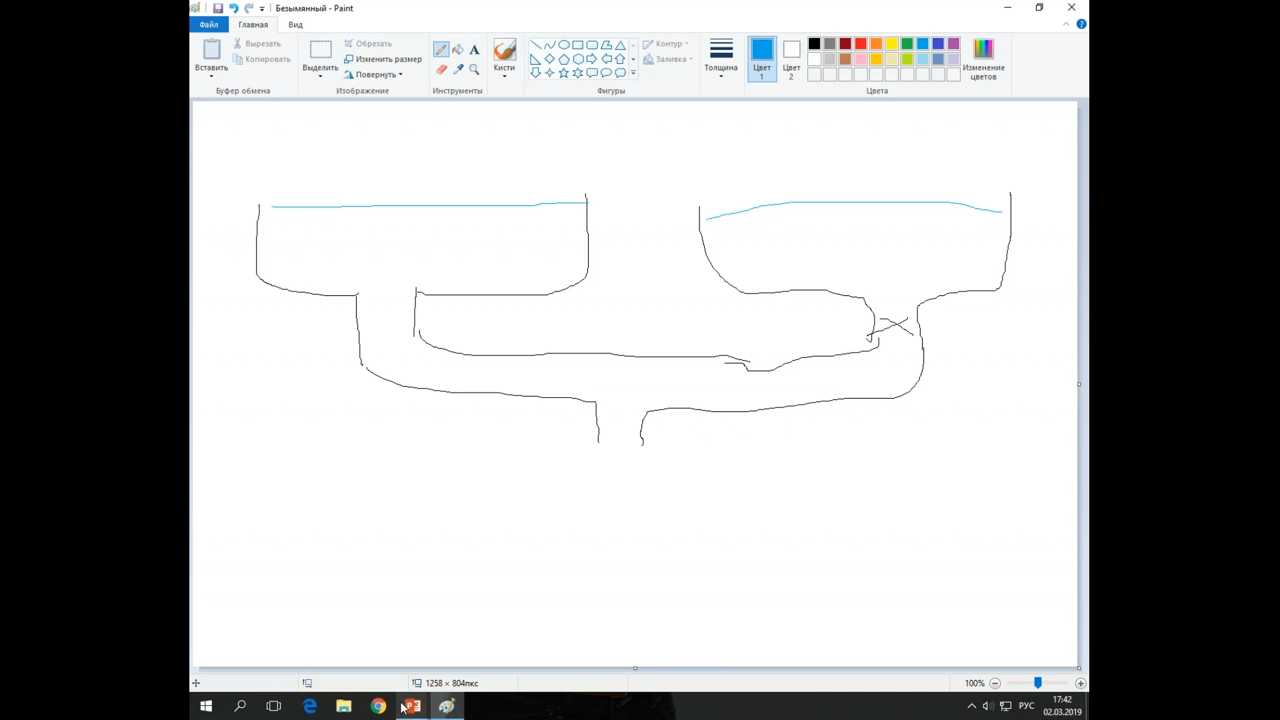 Безымянный - Paint
Файл
Главная
Вид
Вставить
Вырезать
Копировать
Буфер обмена
Выделить
Обрезать
Изменить размер
Повернуть
Изображение
A
Инструменты
Кисти
Контур
Заливка
Фигуры
Толщина
Цвет
1
Цвет
2
Изменение
цветов
Цвета
1258 × 804пкс
100%
РУС
17:42
02.03.2019